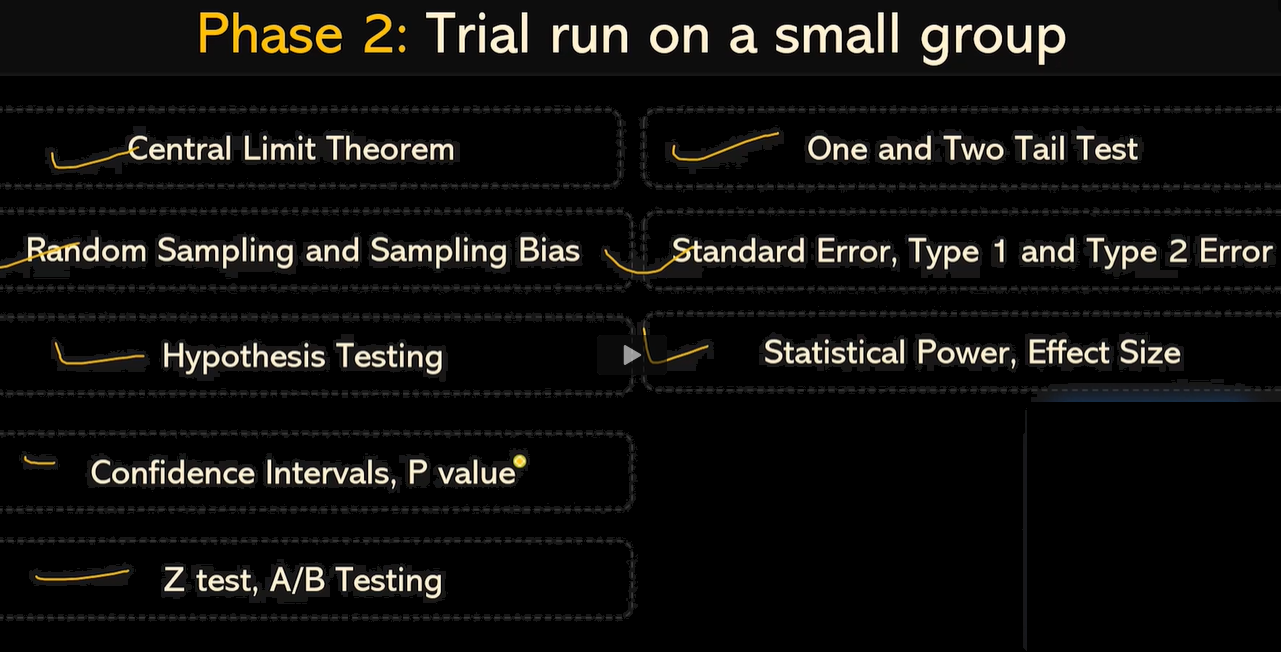 Phase 2: Trial run on a small group
Central Limit Theorem
Random Sampling and Sampling Bias
Hypothesis Testing
Confidence Intervals, P value
Z test, A/B Testing
One and Two Tail Test
Standard Error, Type 1 and Type 2 Error
Statistical Power, Effect Size